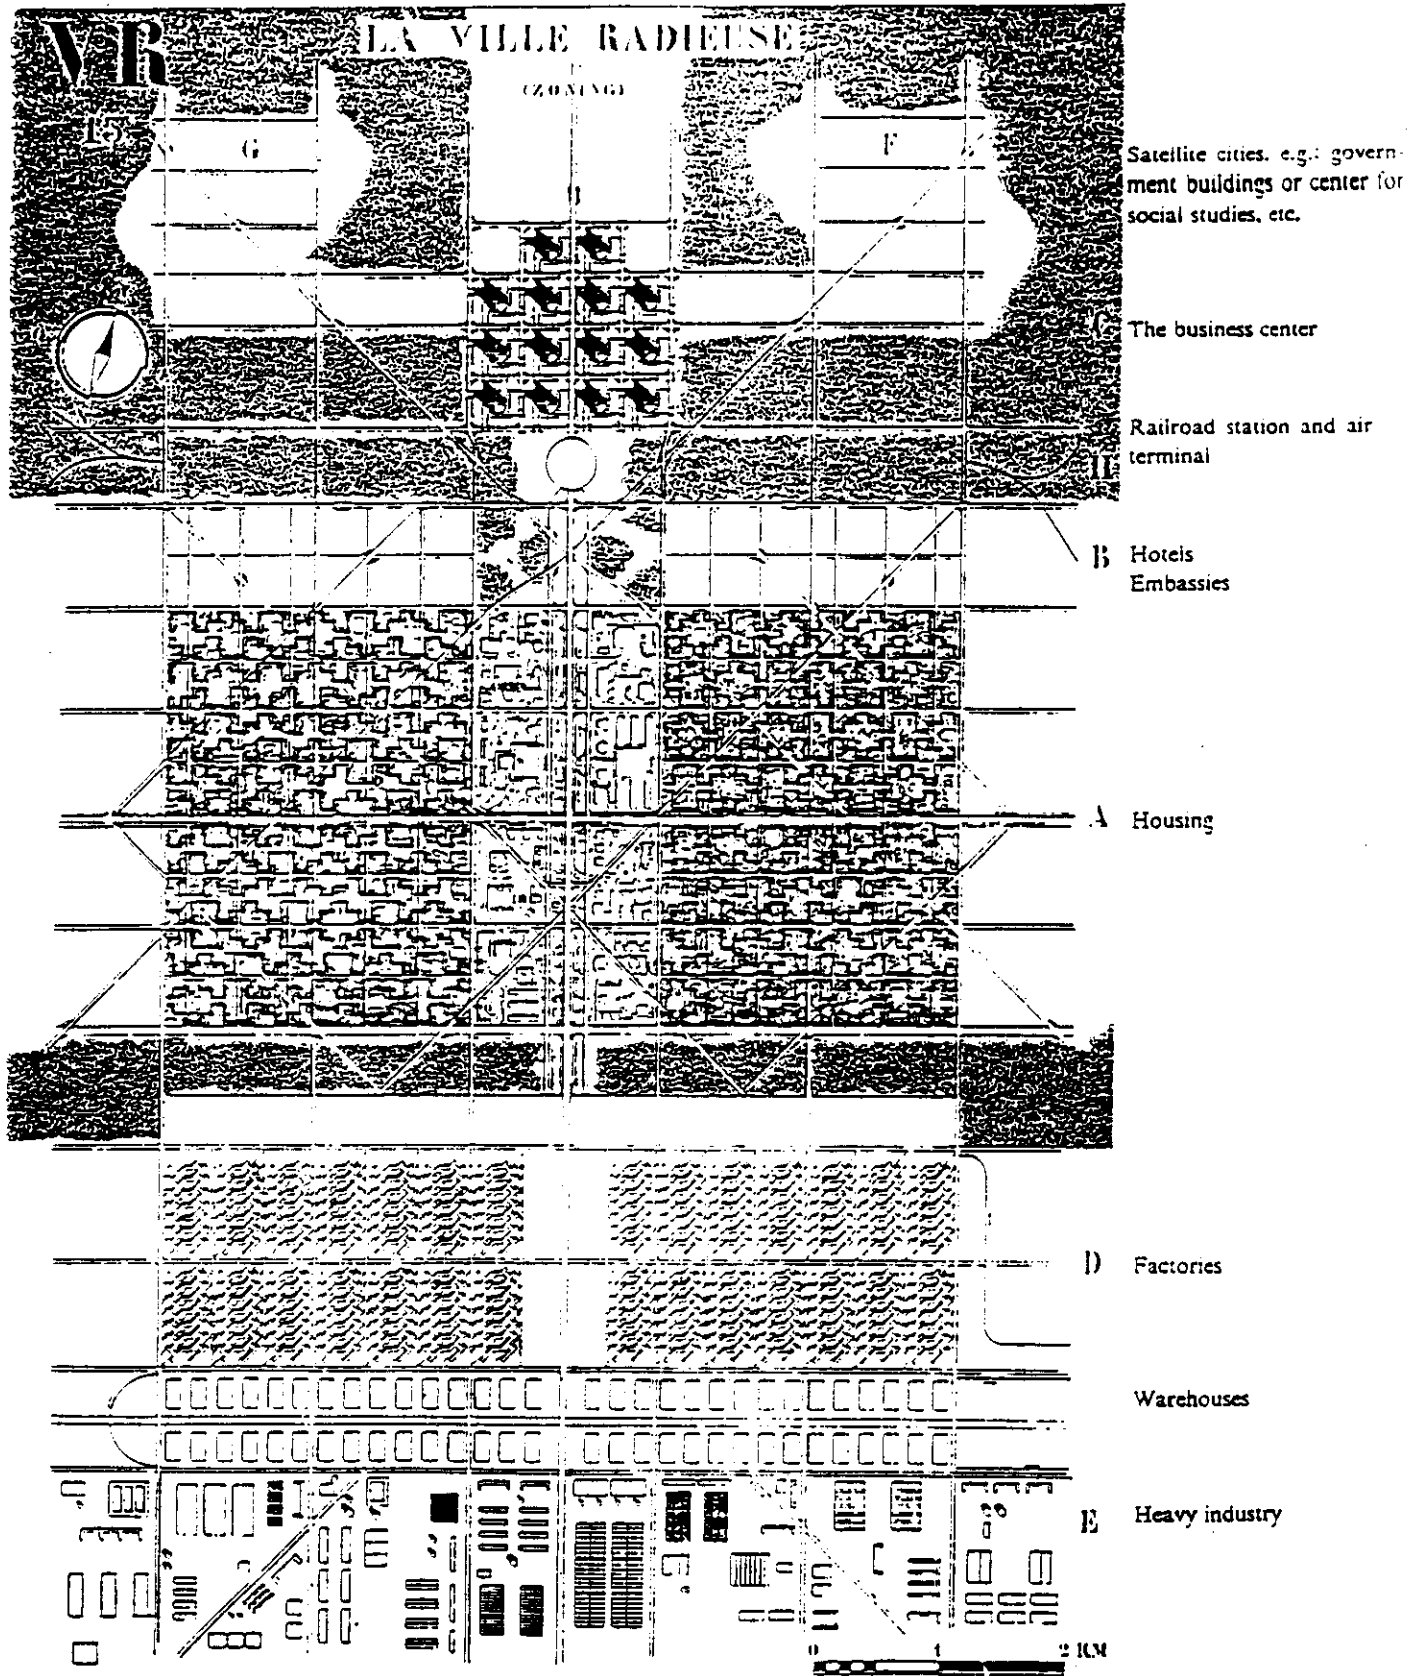 VR
LA VILLE RADIEUSE
(ZONING)
15
G
F
Satellite cities, e.g.: govern-
ment buildings or center for
social studies, etc.
C The business center
Railroad station and air
H terminal
B Hotels
Embassies
A Housing
D Factories
Warehouses
E Heavy industry
0 1 2 KM